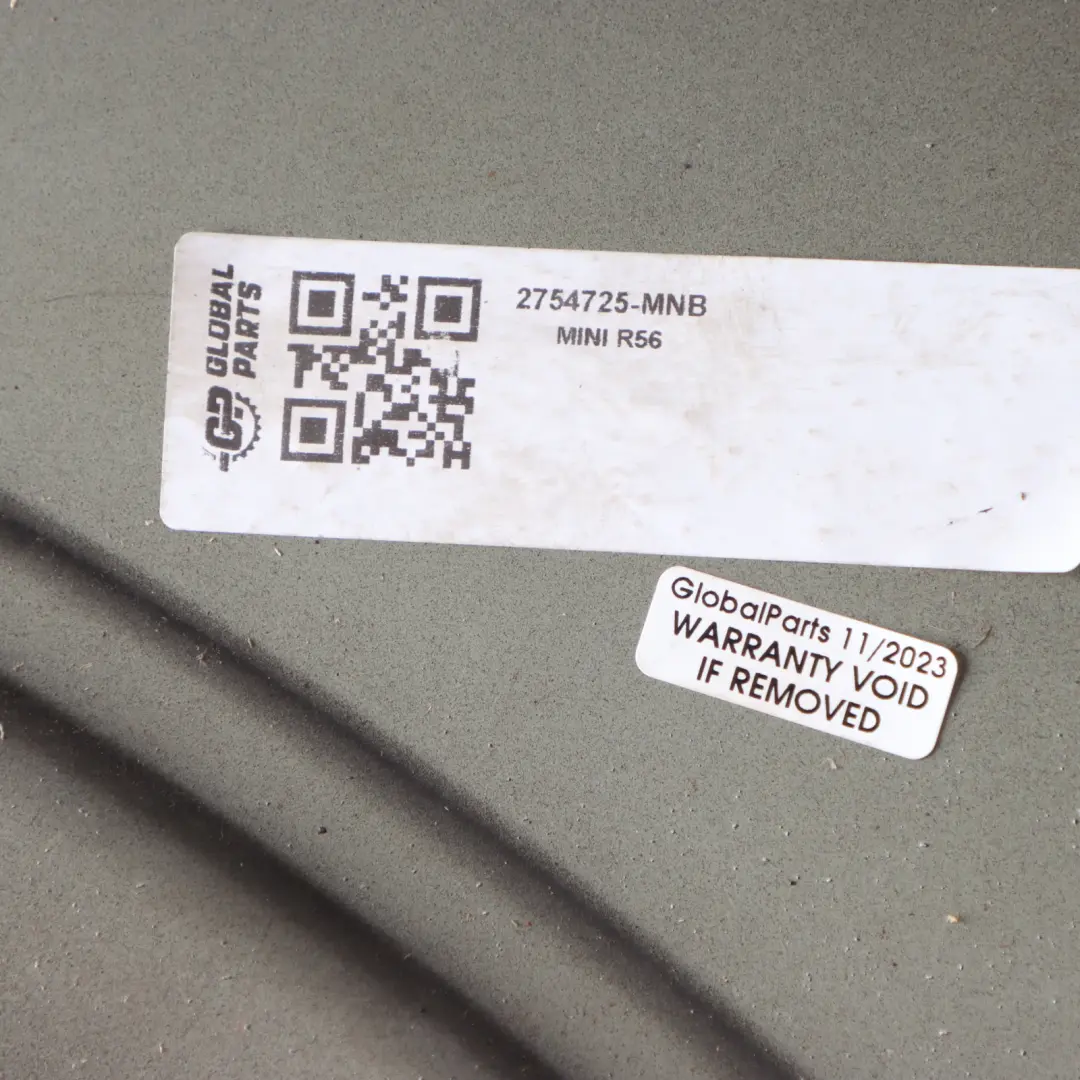 GLOBAL
PARTS
2754725-MNB
MINI R56
GlobalParts 11/2023
WARRANTY VOID
IF REMOVED